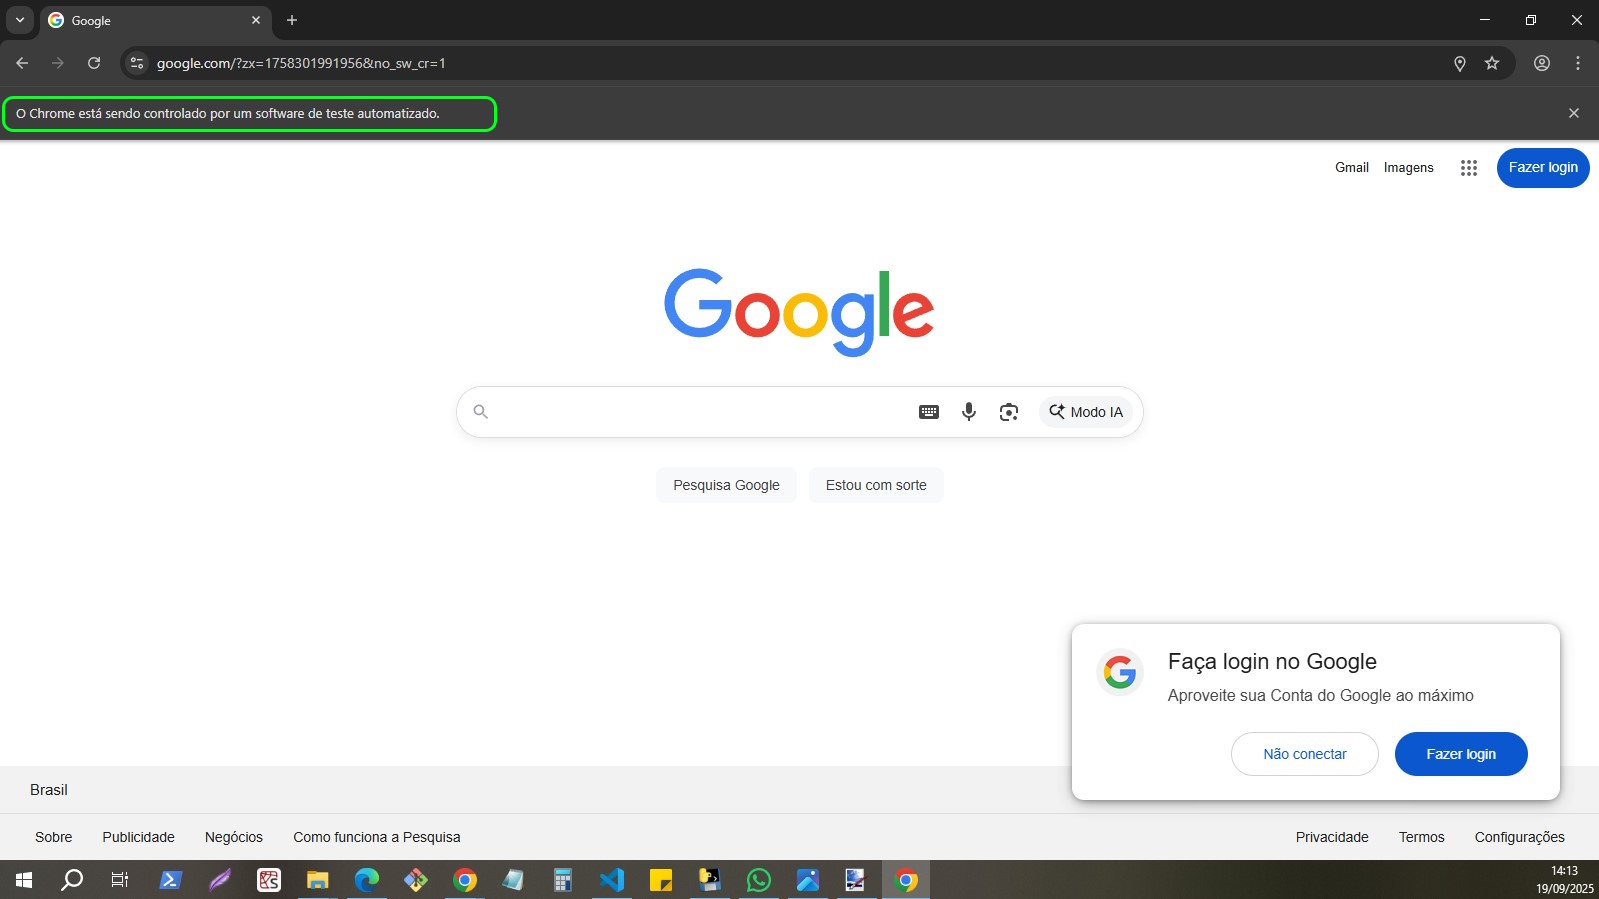 Google
google.com/?zx=1758301991956&no_sw_cr=1
O Chrome está sendo controlado por um software de teste automatizado.
Gmail Imagens Fazer login
Google
Modo IA
Pesquisa Google Estou com sorte
Faça login no Google
Aproveite sua Conta do Google ao máximo
Não conectar Fazer login
Brasil
Sobre Publicidade Negócios Como funciona a Pesquisa Privacidade Termos Configurações
14:13
19/09/2025